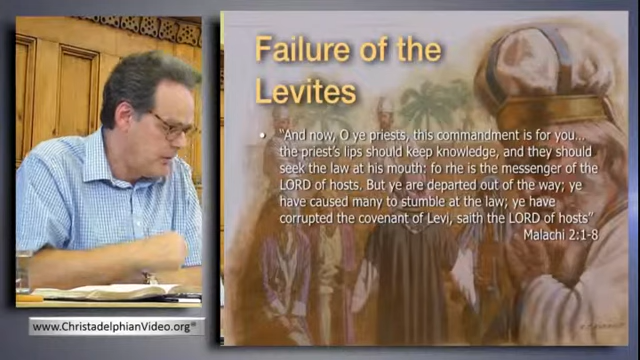 Failure of the
Levites
• "And now, O ye priests, this commandment is for you...
the priest's lips should keep knowledge, and they should
seek the law at his mouth: fo rhe is the messenger of the
LORD of hosts. But ye are departed out of the way; ye
have caused many to stumble at the law; ye have
corrupted the covenant of Levi, saith the LORD of hosts"
Malachi 2:1-8
www.ChristadelphianVideo.org®